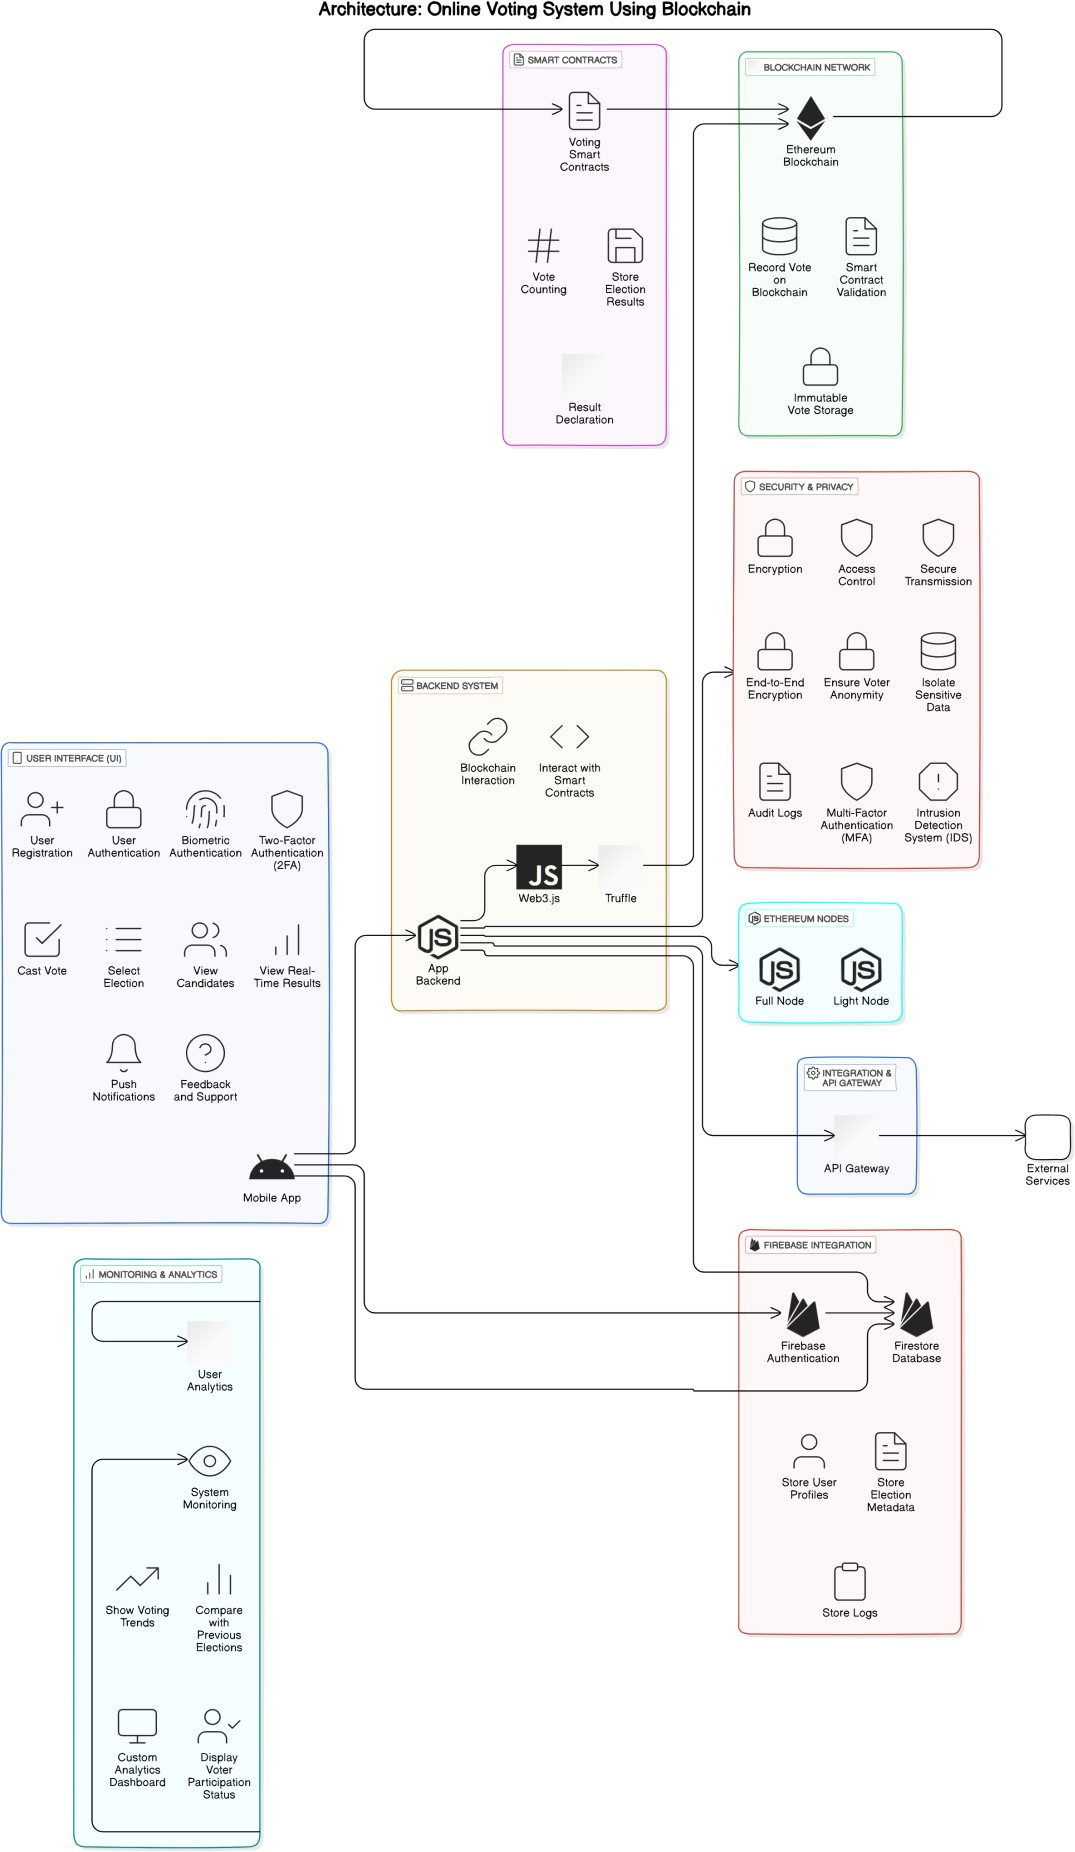 Architecture: Online Voting System Using Blockchain
SMART CONTRACTS
Voting
Smart
Contracts
Vote
Counting
Store
Election
Results
Result
Declaration
BLOCKCHAIN NETWORK
Ethereum
Blockchain
Record Vote
on
Blockchain
Smart
Contract
Validation
Immutable
Vote Storage
SECURITY & PRIVACY
Encryption
Access
Control
Secure
Transmission
End-to-End
Encryption
Ensure Voter
Anonymity
Isolate
Sensitive
Data
Audit Logs
Multi-Factor
Authentication
(MFA)
Intrusion
Detection
System (IDS)
BACKEND SYSTEM
Blockchain
Interaction
Interact with
Smart
Contracts
JS
Web3.js
Truffle
JS
App
Backend
USER INTERFACE (UI)
User
Registration
User
Authentication
Biometric
Authentication
Two-Factor
Authentication
(2FA)
Cast Vote
Select
Election
View
Candidates
View Real-
Time Results
Push
Notifications
Feedback
and Support
Mobile App
ETHEREUM NODES
JS
Full Node
JS
Light Node
INTEGRATION &
API GATEWAY
API Gateway
External
Services
FIREBASE INTEGRATION
Firebase
Authentication
Firestore
Database
Store User
Profiles
Store
Election
Metadata
Store Logs
MONITORING & ANALYTICS
User
Analytics
System
Monitoring
Show Voting
Trends
Compare
with
Previous
Elections
Custom
Analytics
Dashboard
Display
Voter
Participation
Status